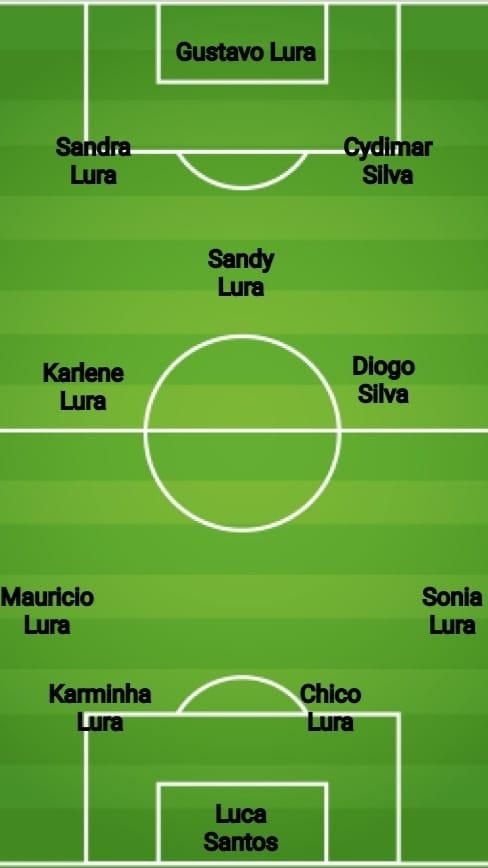 Gustavo Lura
Sandra
Lura
Cydimar
Silva
Sandy
Lura
Karlene
Lura
Diogo
Silva
Mauricio
Lura
Sonia
Lura
Karminha
Lura
Chico
Lura
Luca
Santos